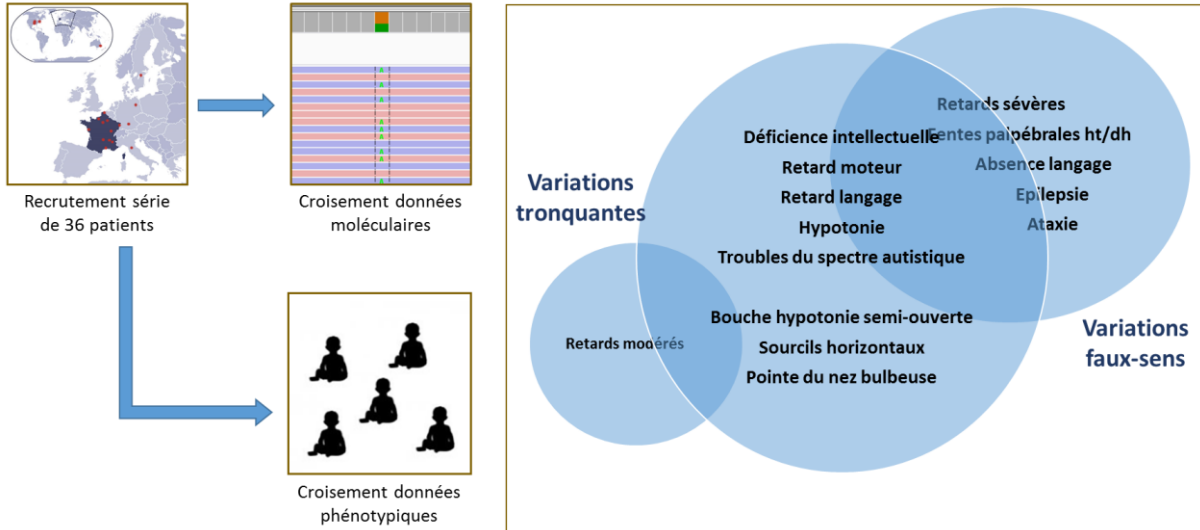 Recrutement série
de 36 patients
Croisement données
moléculaires
Croisement données
phénotypiques
Variations
tronquantes
Retards modérés
Déficience intellectuelle
Retard moteur
Retard langage
Hypotonie
Troubles du spectre autistique
Bouche hypotonie semi-ouverte
Sourcils horizontaux
Pointe du nez bulbeuse
Retards sévères
Fentes palpébrales ht/dh
Absence langage
Epilepsie
Ataxie
Variations
faux-sens